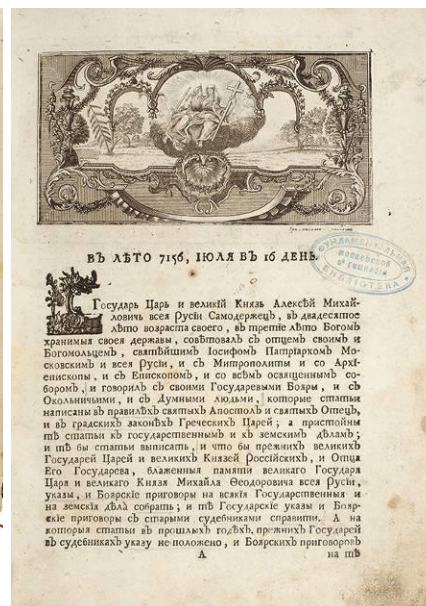 ВЪ ЛѢТО 7156, ІЮЛЯ ВЪ 16 ДЕНЬ.
Государь Царь и великій Князь Алексѣй Михай-
ловичь всея Русіи Самодержецъ, въ двадесятое
лѣто возраста своего, въ третіе лѣто Богомъ
хранимыя своея державы, совѣтовалъ съ отцемъ своимъ и
Богомольцемъ, святѣйшимъ Іосифомъ Патріархомъ Мо-
сковскимъ и всея Русіи, и съ Митрополиты и со Архі-
епископы, и съ Епископомъ, и со всѣмъ освященнымъ со-
боромъ, и говорилъ съ своими Государевыми Бояры, и съ
Окольничьими, и съ Думными людьми, которые статьи
написаны въ правилѣхъ святыхъ Апостолъ и святыхъ Отецъ,
и въ градскихъ законѣхъ Греческихъ Царей; а пристойны
тѣ статьи къ государственнымъ и къ земскимъ дѣламъ;
и тѣ бы статьи выписать, и что бы прежнихъ великихъ
Государей Царей и великихъ Князей Россійскихъ, и Отца
Его Государева, блаженныя памяти великаго Государя
Царя и великаго Князя Михайла Ѳеодоровича всея Русіи,
указы, и Боярскіе приговоры на всякія Государственныя и
на земскія дѣла собрать; и тѣ Государскіе указы и Бояр-
скіе приговоры съ старыми судебниками справити. А на
которыя статьи въ прошлыхъ годѣхъ, прежнихъ Государей
въ судебникахъ указу не положено, и Боярскихъ приговоровъ
А на тѣ
ФУНДАМЕНТАЛЬНАЯ
МОСКОВСКОЙ
БИБЛІОТЕКА